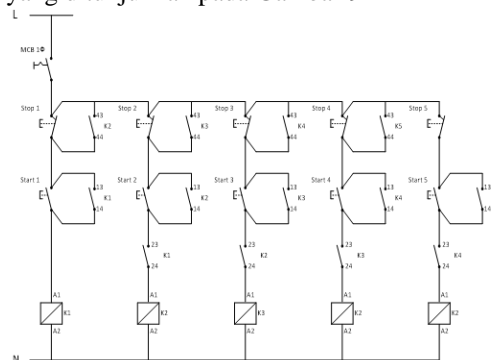 L
MCB 1Φ
Stop 1 Stop 2 Stop 3 Stop 4 Stop 5
43 43 43 43
K2 K3 K4 K5
44 44 44 44
Start 1 Start 2 Start 3 Start 4 Start 5
13 13 13 13 13
K1 K2 K3 K4
14 14 14 14 14
23 23 23 23
K1 K2 K3 K4
24 24 24 24
A1 A1 A1 A1 A1
K1 K2 K3 K2 K2
A2 A2 A2 A2 A2
N